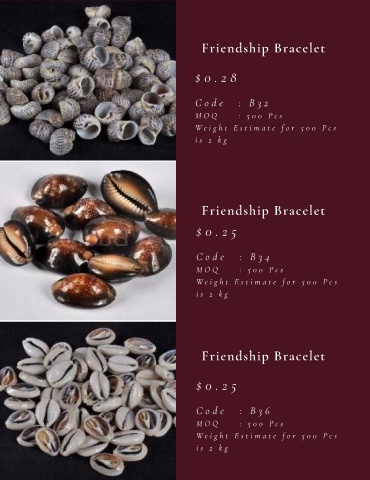 Friendship Bracelet
$0.28
Code : B32
MOQ : 500 Pcs
Weight Estimate for 500 Pcs
is 2 kg
Friendship Bracelet
$0.25
Code : B34
MOQ : 500 Pcs
Weight Estimate for 500 Pcs
is 2 kg
Friendship Bracelet
$0.25
Code : B36
MOQ : 500 Pcs
Weight Estimate for 500 Pcs
is 2 kg